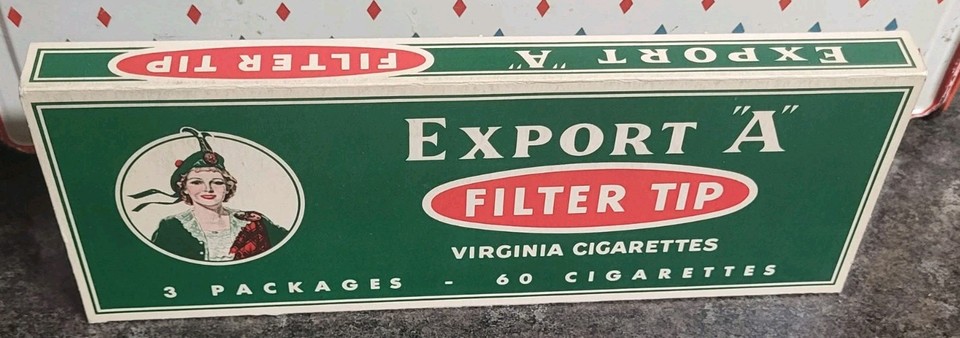 EXPORT "A" FILTER TIP
EXPORT "A"
FILTER TIP
VIRGINIA CIGARETTES
3 PACKAGES - 60 CIGARETTES